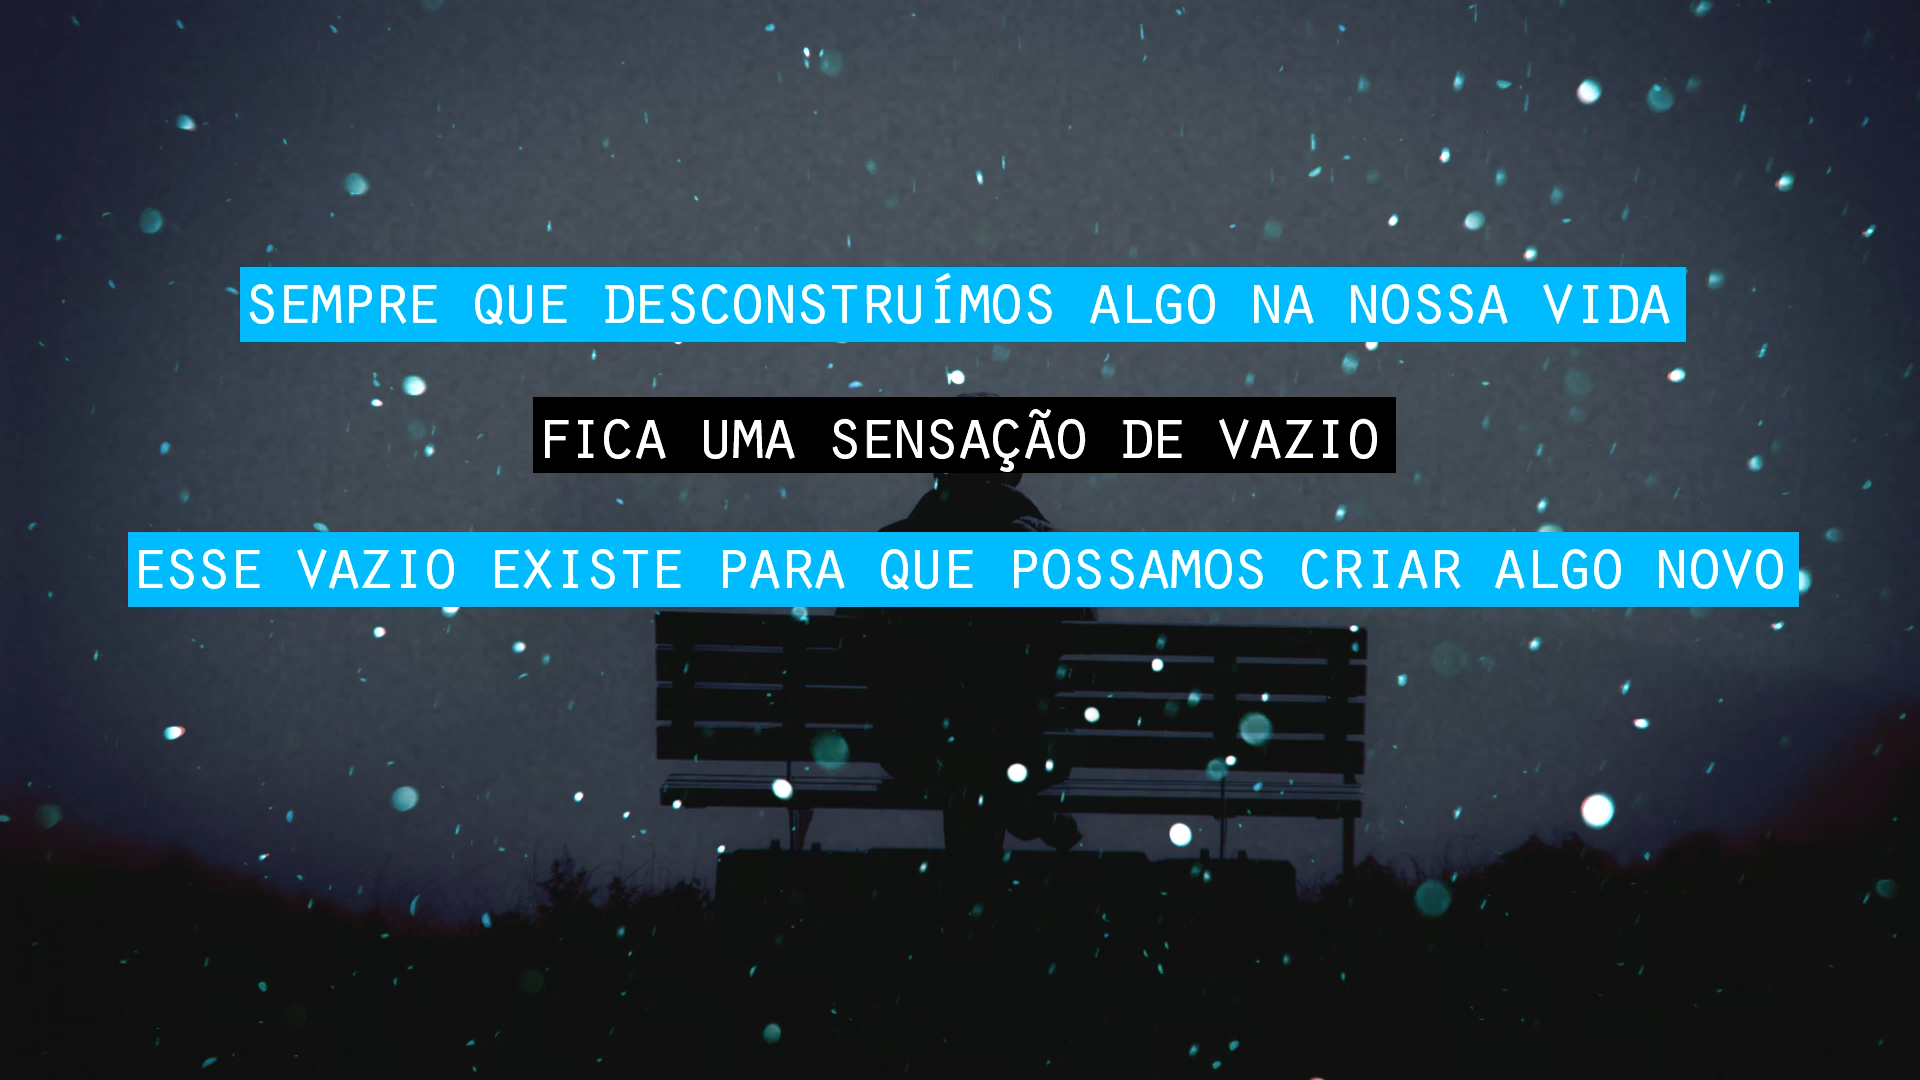 SEMPRE QUE DESCONSTRUÍMOS ALGO NA NOSSA VIDA
FICA UMA SENSAÇÃO DE VAZIO
ESSE VAZIO EXISTE PARA QUE POSSAMOS CRIAR ALGO NOVO